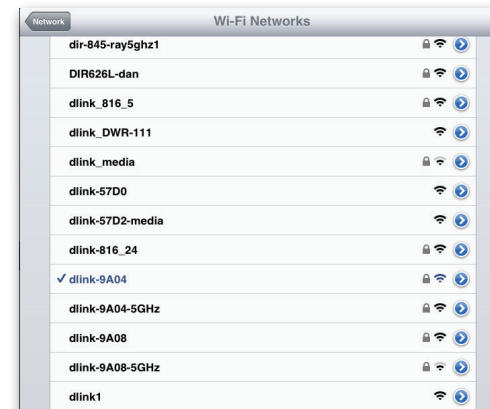 Network
Wi-Fi Networks
dir-845-ray5ghz1
DIR626L-dan
dlink_816_5
dlink_DWR-111
dlink_media
dlink-57D0
dlink-57D2-media
dlink-816_24
dlink-9A04
dlink-9A04-5GHz
dlink-9A08
dlink-9A08-5GHz
dlink1